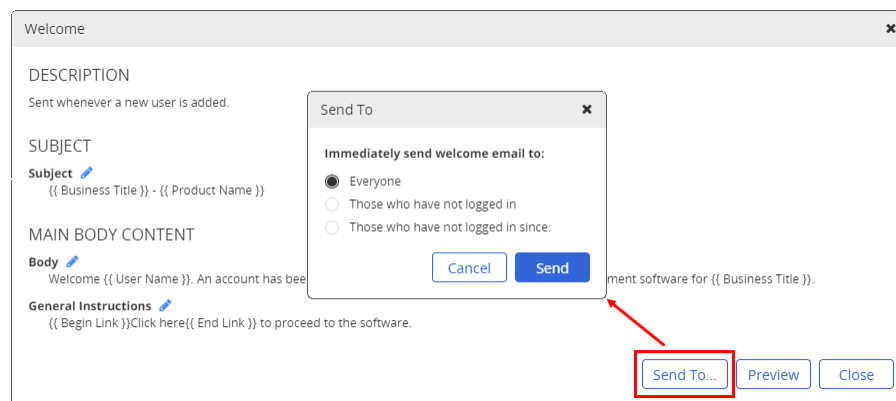 Welcome
DESCRIPTION
Sent whenever a new user is added.
SUBJECT
Subject
{{ Business Title }} - {{ Product Name }}
MAIN BODY CONTENT
Body
Welcome {{ User Name }}. An account has bee
ment software for {{ Business Title }}.
General Instructions
{{ Begin Link }}Click here{{ End Link }} to proceed to the software.
Send To
Immediately send welcome email to:
Everyone
Those who have not logged in
Those who have not logged in since:
Cancel Send
Send To... Preview Close